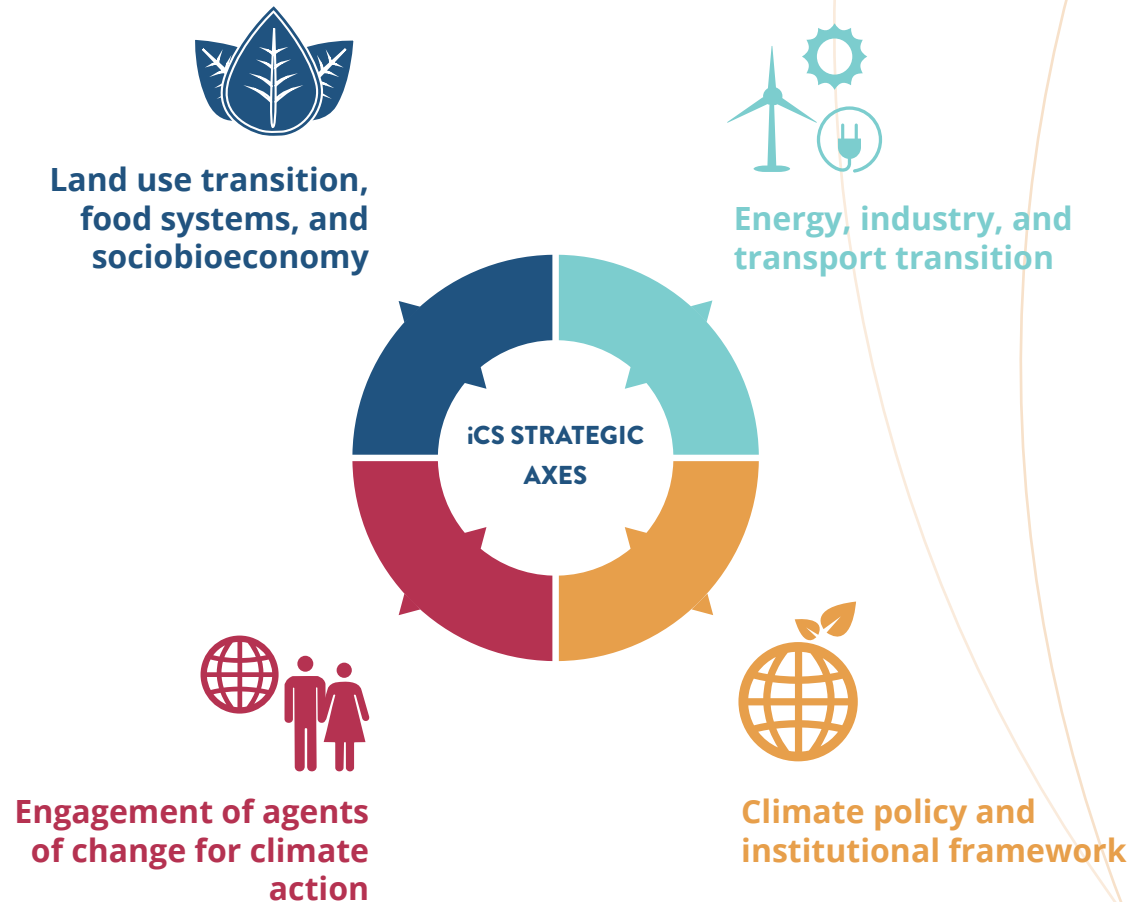 Land use transition,
food systems, and
sociobioeconomy
Energy, industry, and
transport transition
iCS STRATEGIC
AXES
Engagement of agents
of change for climate
action
Climate policy and
institutional framework